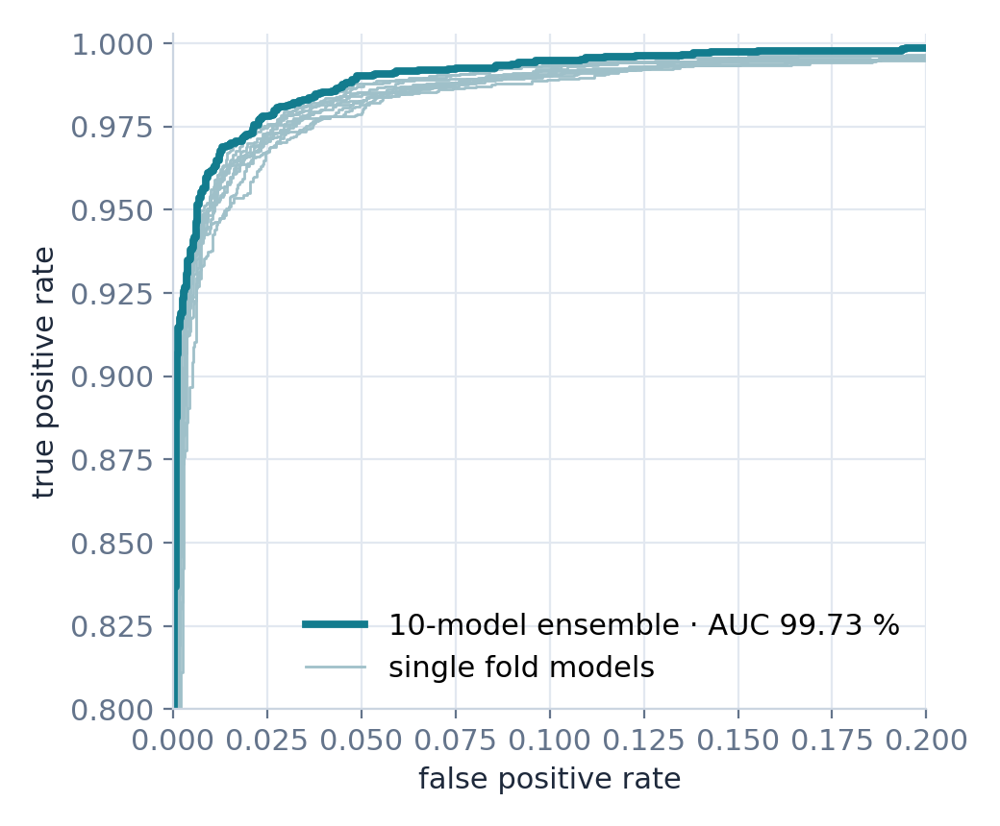 1.000
0.975
0.950
0.925
0.900
0.875
0.850
0.825
0.800
true positive rate
10-model ensemble · AUC 99.73 %
single fold models
0.000 0.025 0.050 0.075 0.100 0.125 0.150 0.175 0.200
false positive rate